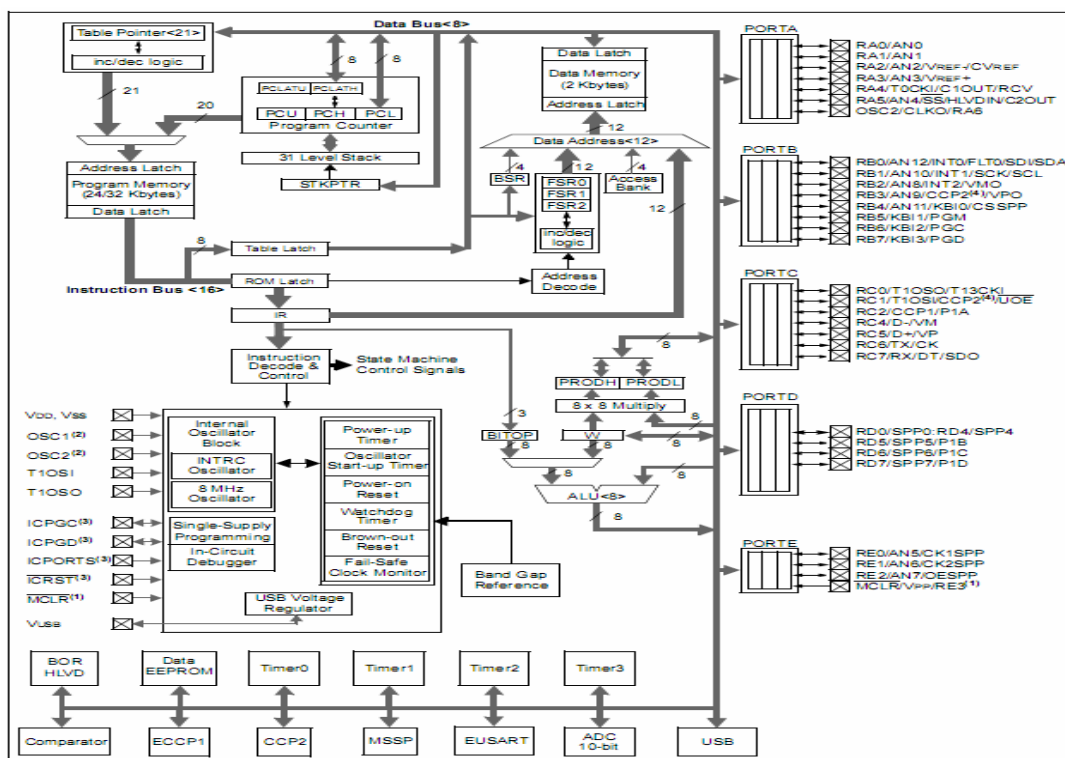 Data Bus<8>
Table Pointer<21>
inc/dec logic
21
20
8
8
PCLATU PCLATH
PCU PCH PCL
Program Counter
31 Level Stack
STKPTR
Data Latch
Data Memory
(2 Kbytes)
Address Latch
12
Data Address<12>
4
12
4
BSR
FSR0
FSR1
FSR2
Access
Bank
12
inc/dec
logic
Address
Decode
Address Latch
Program Memory
(24/32 Kbytes)
Data Latch
8
Table Latch
Instruction Bus <16>
ROM Latch
IR
Instruction
Decode &
Control
State Machine
Control Signals
8
PRODH PRODL
8 x 8 Multiply
3
8
BITOP
W
8
8
8
8
8
ALU<8>
8
VDD, VSS
OSC1(2)
OSC2(2)
T1OSI
T1OSO
ICPGC(3)
ICPGD(3)
ICPORTS(3)
ICRST(3)
MCLR(1)
VUSB
Internal
Oscillator
Block
INTRC
Oscillator
8 MHz
Oscillator
Single-Supply
Programming
In-Circuit
Debugger
Power-up
Timer
Oscillator
Start-up Timer
Power-on
Reset
Watchdog
Timer
Brown-out
Reset
Fail-Safe
Clock Monitor
USB Voltage
Regulator
Band Gap
Reference
PORTA
RA0/AN0
RA1/AN1
RA2/AN2/VREF-/CVREF
RA3/AN3/VREF+
RA4/T0CKI/C1OUT/RCV
RA5/AN4/SS/HLVDIN/C2OUT
OSC2/CLKO/RA6
PORTB
RB0/AN12/INT0/FLT0/SDI/SDA
RB1/AN10/INT1/SCK/SCL
RB2/AN8/INT2/VMO
RB3/AN9/CCP2(4)/VPO
RB4/AN11/KBI0/CSSPP
RB5/KBI1/PGM
RB6/KBI2/PGC
RB7/KBI3/PGD
PORTC
RC0/T1OSO/T13CKI
RC1/T1OSI/CCP2(4)/UOE
RC2/CCP1/P1A
RC4/D-/VM
RC5/D+/VP
RC6/TX/CK
RC7/RX/DT/SDO
PORTD
RD0/SPP0:RD4/SPP4
RD5/SPP5/P1B
RD6/SPP6/P1C
RD7/SPP7/P1D
PORTE
RE0/AN5/CK1SPP
RE1/AN6/CK2SPP
RE2/AN7/OESPP
MCLR/VPP/RE3(1)
BOR
HLVD
Data
EEPROM
Timer0
Timer1
Timer2
Timer3
Comparator
ECCP1
CCP2
MSSP
EUSART
ADC
10-bit
USB